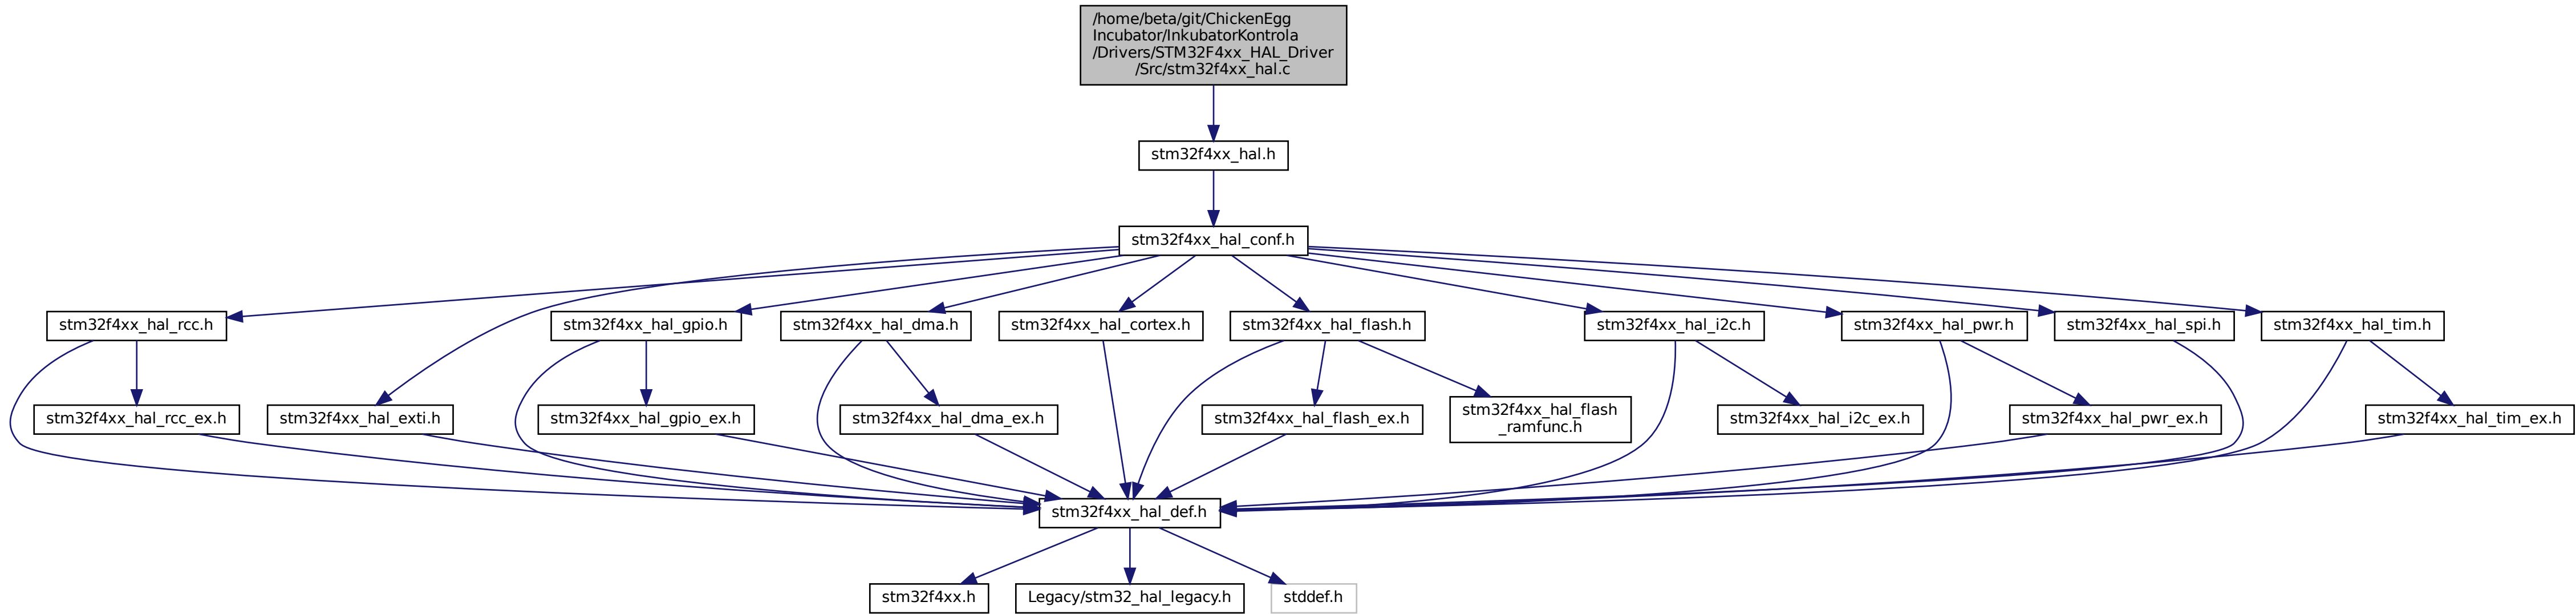 /home/beta/git/ChickenEgg
Incubator/InkubatorKontrola
/Drivers/STM32F4xx_HAL_Driver
/Src/stm32f4xx_hal.c
stm32f4xx_hal.h
stm32f4xx_hal_conf.h
stm32f4xx_hal_rcc.h
stm32f4xx_hal_gpio.h
stm32f4xx_hal_dma.h
stm32f4xx_hal_cortex.h
stm32f4xx_hal_flash.h
stm32f4xx_hal_i2c.h
stm32f4xx_hal_pwr.h
stm32f4xx_hal_spi.h
stm32f4xx_hal_tim.h
stm32f4xx_hal_rcc_ex.h
stm32f4xx_hal_exti.h
stm32f4xx_hal_gpio_ex.h
stm32f4xx_hal_dma_ex.h
stm32f4xx_hal_flash_ex.h
stm32f4xx_hal_flash
_ramfunc.h
stm32f4xx_hal_i2c_ex.h
stm32f4xx_hal_pwr_ex.h
stm32f4xx_hal_tim_ex.h
stm32f4xx_hal_def.h
stm32f4xx.h
Legacy/stm32_hal_legacy.h
stddef.h